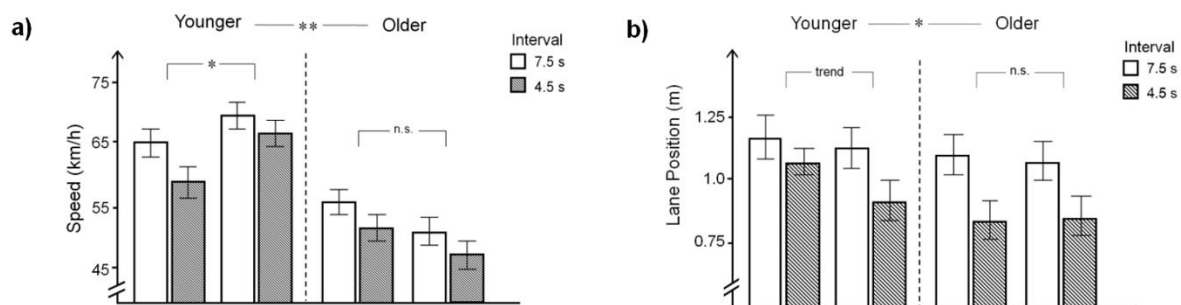 a)
Younger ** Older
Interval
7.5 s
4.5 s
*
n.s.
Speed (km/h)
75
65
55
45
b)
Younger * Older
Interval
7.5 s
4.5 s
trend
n.s.
Lane Position (m)
1.25
1.0
0.75